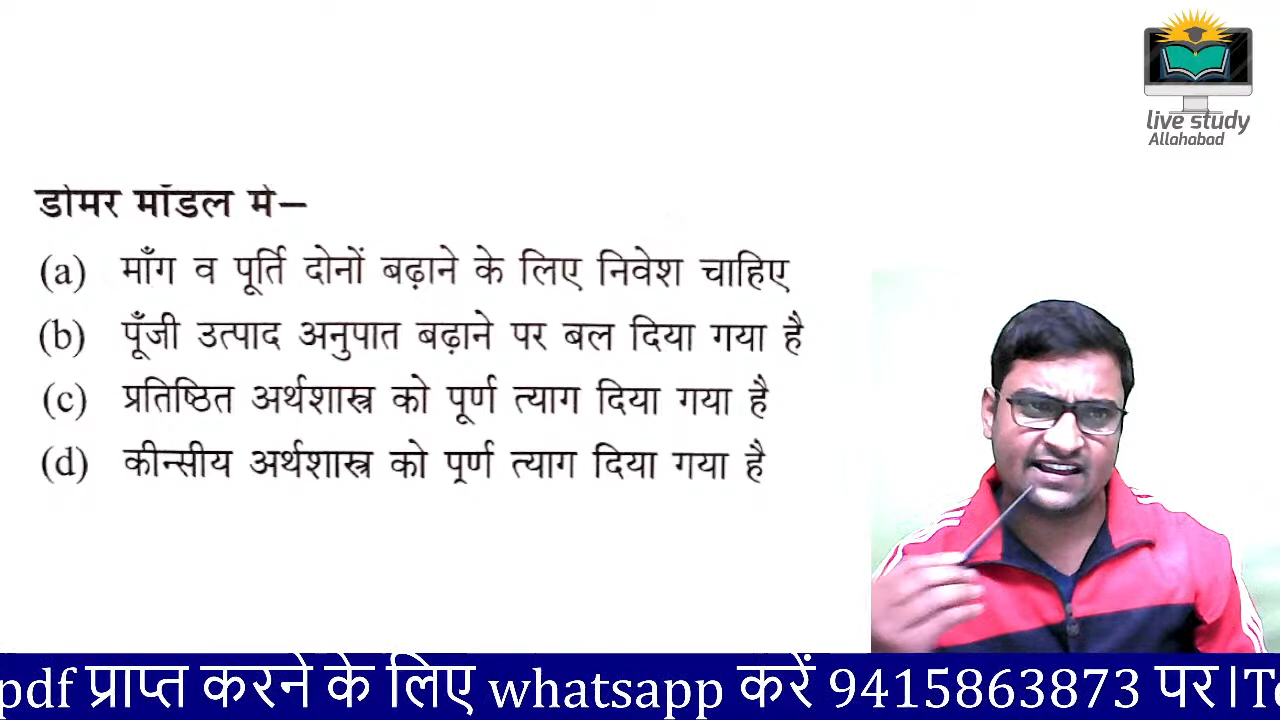 live study
Allahabad
डोमर मॉडल में–
(a) माँग व पूर्ति दोनों बढ़ाने के लिए निवेश चाहिए
(b) पूँजी उत्पाद अनुपात बढ़ाने पर बल दिया गया है
(c) प्रतिष्ठित अर्थशास्त्र को पूर्ण त्याग दिया गया है
(d) कीन्सीय अर्थशास्त्र को पूर्ण त्याग दिया गया है
pdf प्राप्त करने के लिए whatsapp करें 9415863873 पर।